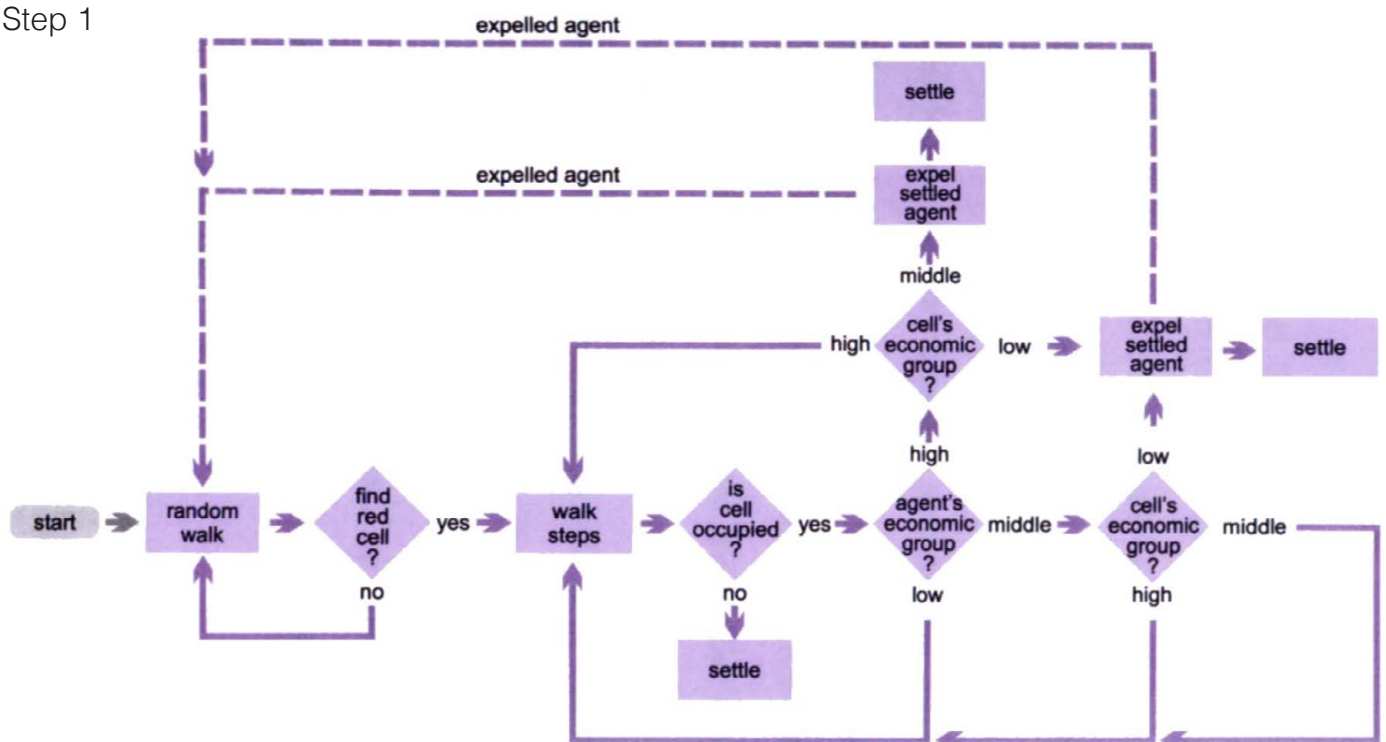 Step 1
expelled agent
settle
expelled agent
expel
settled
agent
middle
high
cell's
economic
group
?
low
expel
settled
agent
settle
high
low
start
random
walk
find
red
cell
?
yes
walk
steps
is
cell
occupied
?
yes
agent's
economic
group
?
middle
cell's
economic
group
?
middle
no
no
low
high
settle